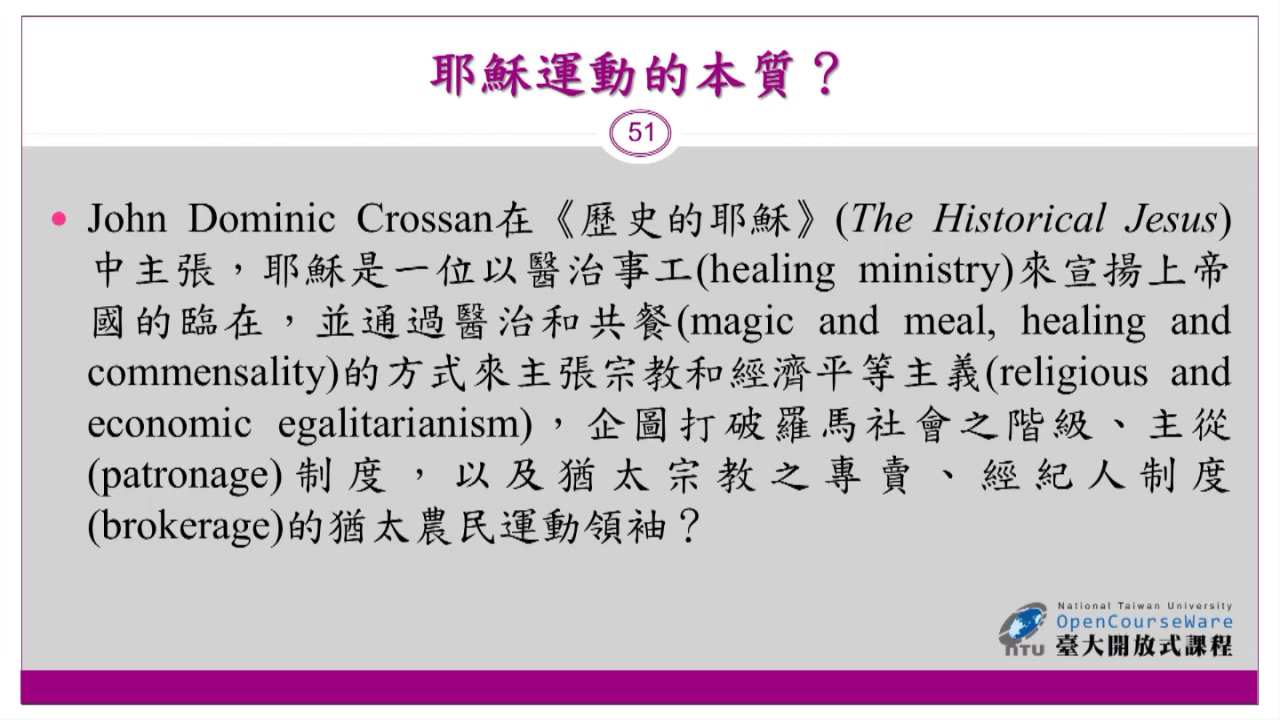 耶穌運動的本質？
51
• John Dominic Crossan在《歷史的耶穌》(The Historical Jesus)
中主張，耶穌是一位以醫治事工(healing ministry)來宣揚上帝
國的臨在，並通過醫治和共餐(magic and meal, healing and
commensality)的方式來主張宗教和經濟平等主義(religious and
economic egalitarianism)，企圖打破羅馬社會之階級、主從
(patronage)制度，以及猶太宗教之專賣、經紀人制度
(brokerage)的猶太農民運動領袖？
National Taiwan University
OpenCourseWare
NTU 臺大開放式課程